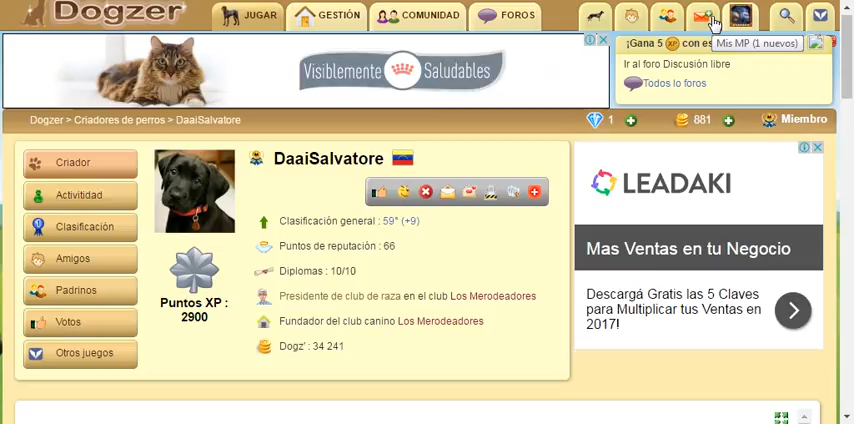 Dogzer
JUGAR
GESTIÓN
COMUNIDAD
FOROS
Visiblemente Saludables
¡Gana 5 XP con es
Mis MP (1 nuevos)
Ir al foro Discusión libre
Todos lo foros
Dogzer > Criadores de perros > DaaiSalvatore
1
881
Miembro
Criador
Activitidad
Clasificación
Amigos
Padrinos
Votos
Otros juegos
Puntos XP :
2900
DaaiSalvatore
Clasificación general : 59° (+9)
Puntos de reputación : 66
Diplomas : 10/10
Presidente de club de raza en el club Los Merodeadores
Fundador del club canino Los Merodeadores
Dogz' : 34 241
LEADAKI
Mas Ventas en tu Negocio
Descargá Gratis las 5 Claves
para Multiplicar tus Ventas en
2017!